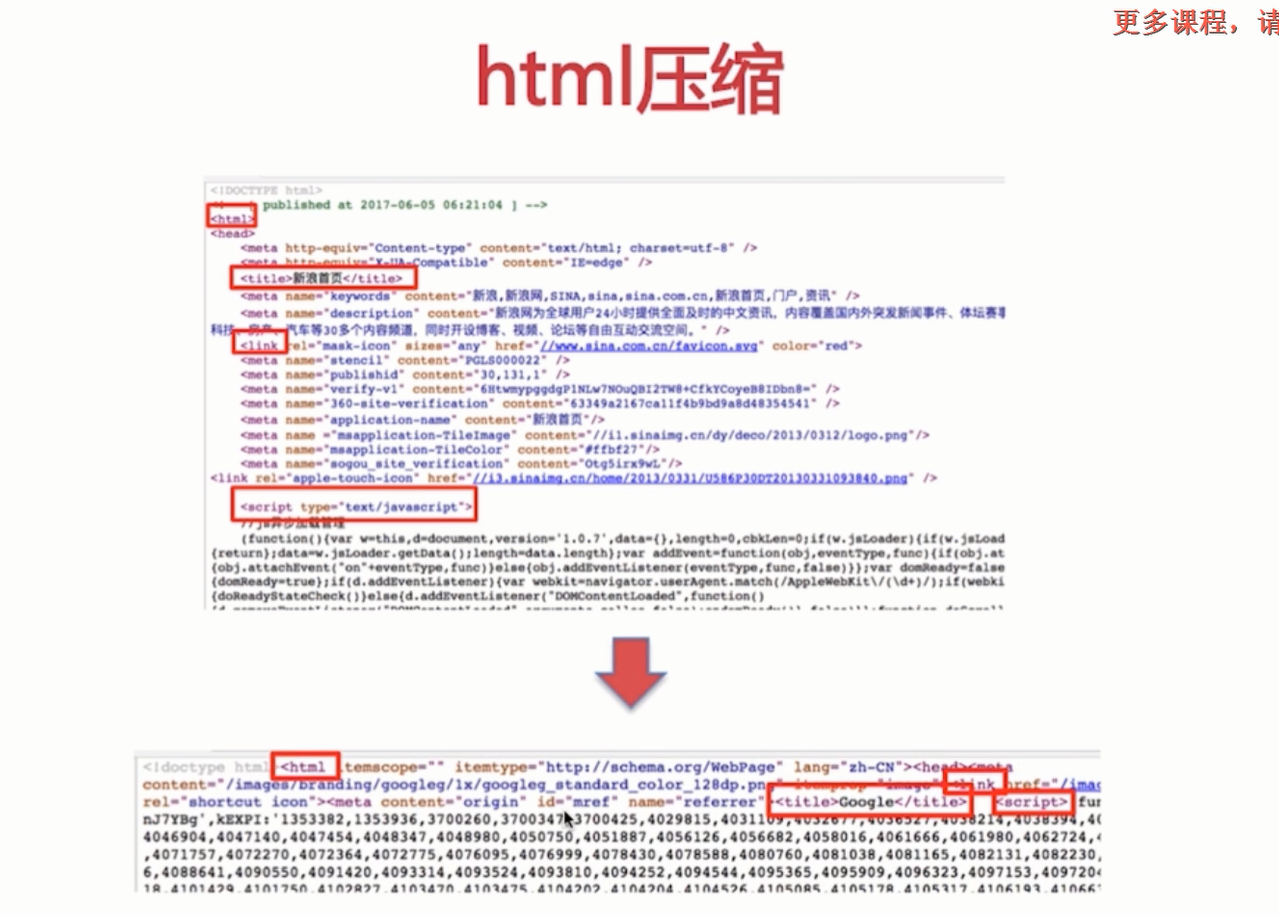 更多课程，请
html压缩
<!DOCTYPE html>
published at 2017-06-05 06:21:04 ] -->
<html>
<head>
<meta http-equiv="Content-type" content="text/html; charset=utf-8" />
<meta http-equiv="X-UA-Compatible" content="IE=edge" />
<title>新浪首页</title>
<meta name="keywords" content="新浪,新浪网,SINA,sina,sina.com.cn,新浪首页,门户,资讯" />
<meta name="description" content="新浪网为全球用户24小时提供全面及时的中文资讯，内容覆盖国内外突发新闻事件、体坛赛事
科技、房产、汽车等30多个内容频道，同时开设博客、视频、论坛等自由互动交流空间。" />
<link rel="mask-icon" sizes="any" href="//www.sina.com.cn/favicon.svg" color="red">
<meta name="stencil" content="PGLS000022" />
<meta name="publishid" content="30,131,1" />
<meta name="verify-v1" content="6HtwmypggdgP1NLw7NOuQBI2TW8+CfkYCoyeB8IDbn8=" />
<meta name="360-site-verification" content="63349a2167ca11f4b9bd9a8d48354541" />
<meta name="application-name" content="新浪首页"/>
<meta name ="msapplication-TileImage" content="//i1.sinaimg.cn/dy/deco/2013/0312/logo.png"/>
<meta name="msapplication-TileColor" content="#ffbf27"/>
<meta name="sogou_site_verification" content="Otg5irx9wL"/>
<link rel="apple-touch-icon" href="//i3.sinaimg.cn/home/2013/0331/U586P30DT20130331093840.png" />
<script type="text/javascript">
//js异步加载管理
(function(){var w=this,d=document,version='1.0.7',data={},length=0,cbkLen=0;if(w.jsLoader){if(w.jsLoad
{return};data=w.jsLoader.getData();length=data.length};var addEvent=function(obj,eventType,func){if(obj.at
{obj.attachEvent("on"+eventType,func)}else{obj.addEventListener(eventType,func,false)}};var domReady=false
{domReady=true};if(d.addEventListener){var webkit=navigator.userAgent.match(/AppleWebKit\/(\d+)/);if(webki
{doReadyStateCheck()}else{d.addEventListener("DOMContentLoaded",function()
<!doctype html <html itemscope="" itemtype="http://schema.org/WebPage" lang="zh-CN"><head><meta
content="/images/branding/googleg/1x/googleg_standard_color_128dp.png" itemprop="image" <link href="/imag
rel="shortcut icon"><meta content="origin" id="mref" name="referrer" <title>Google</title> <script> fun
nJ7YBg',kEXPI:'1353382,1353936,3700260,3700347,3700425,4029815,4031109,4032677,4036527,4038214,4038394,40
4046904,4047140,4047454,4048347,4048980,4050750,4051887,4056126,4056682,4058016,4061666,4061980,4062724,4
,4071757,4072270,4072364,4072775,4076095,4076999,4078430,4078588,4080760,4081038,4081165,4082131,4082230,
6,4088641,4090550,4091420,4093314,4093524,4093810,4094252,4094544,4095365,4095909,4096323,4097153,4097204
18,4101429,4101750,4102827,4103470,4103475,4104202,4104204,4104526,4105085,4105178,4105317,4106193,41066